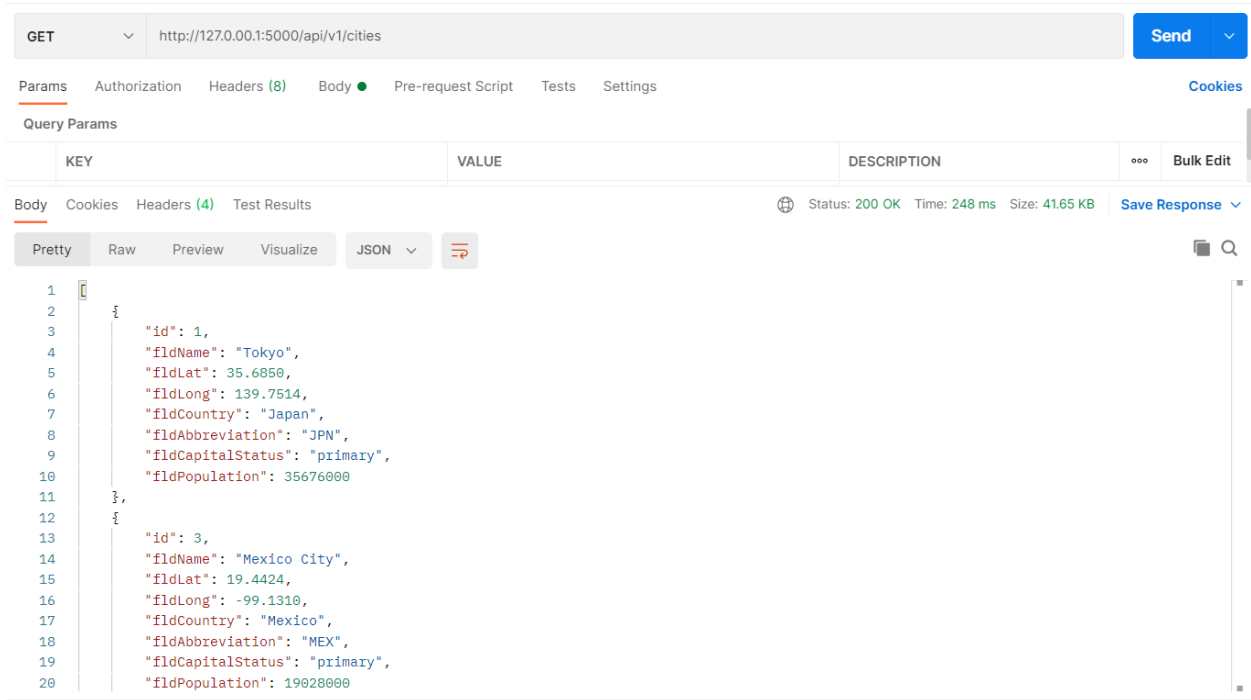 GET http://127.0.00.1:5000/api/v1/cities Send
Params Authorization Headers (8) Body Pre-request Script Tests Settings Cookies
Query Params
KEY VALUE DESCRIPTION ooo Bulk Edit
Body Cookies Headers (4) Test Results Status: 200 OK Time: 248 ms Size: 41.65 KB Save Response
Pretty Raw Preview Visualize JSON
1 [
2 {
3 "id": 1,
4 "fldName": "Tokyo",
5 "fldLat": 35.6850,
6 "fldLong": 139.7514,
7 "fldCountry": "Japan",
8 "fldAbbreviation": "JPN",
9 "fldCapitalStatus": "primary",
10 "fldPopulation": 35676000
11 },
12 {
13 "id": 3,
14 "fldName": "Mexico City",
15 "fldLat": 19.4424,
16 "fldLong": -99.1310,
17 "fldCountry": "Mexico",
18 "fldAbbreviation": "MEX",
19 "fldCapitalStatus": "primary",
20 "fldPopulation": 19028000